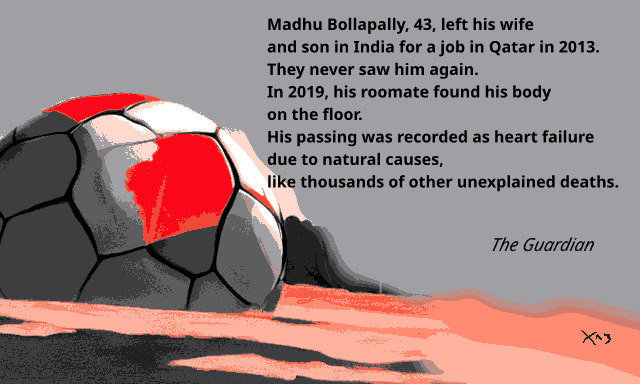 Madhu Bollapally, 43, left his wife
and son in India for a job in Qatar in 2013.
They never saw him again.
In 2019, his roomate found his body
on the floor.
His passing was recorded as heart failure
due to natural causes,
like thousands of other unexplained deaths.
The Guardian